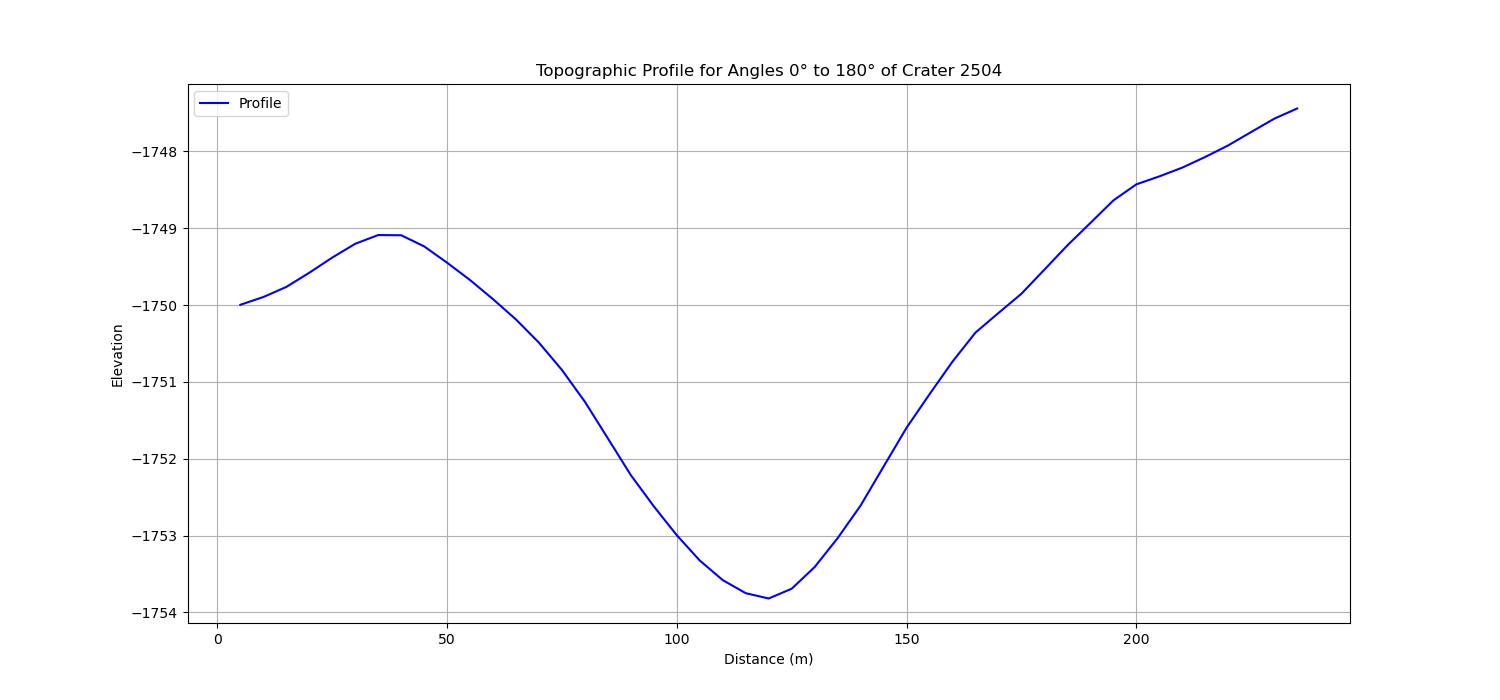 Topographic Profile for Angles 0° to 180° of Crater 2504
Profile
−1748
−1749
−1750
−1751
−1752
−1753
−1754
Elevation
0 50 100 150 200
Distance (m)